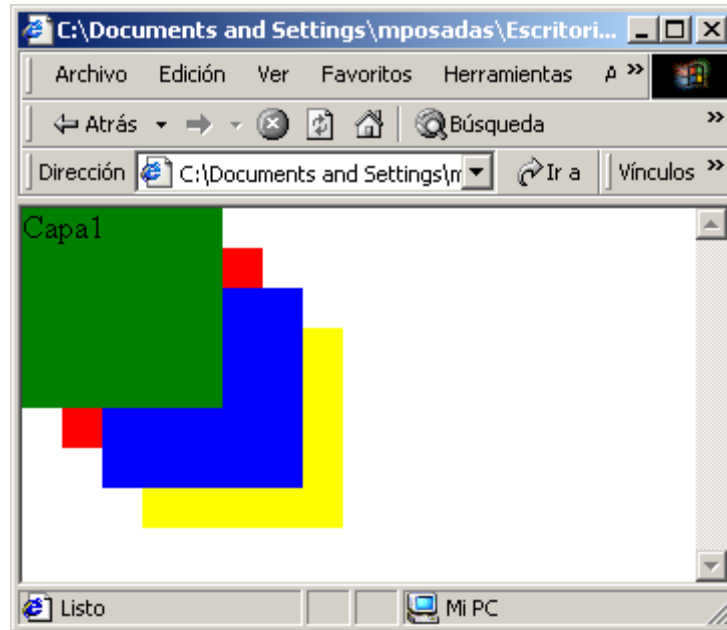 C:\Documents and Settings\mposadas\Escritori...
Archivo Edición Ver Favoritos Herramientas A »
Atrás Búsqueda »
Dirección C:\Documents and Settings\m Ir a Vínculos »
Capa1
Listo Mi PC